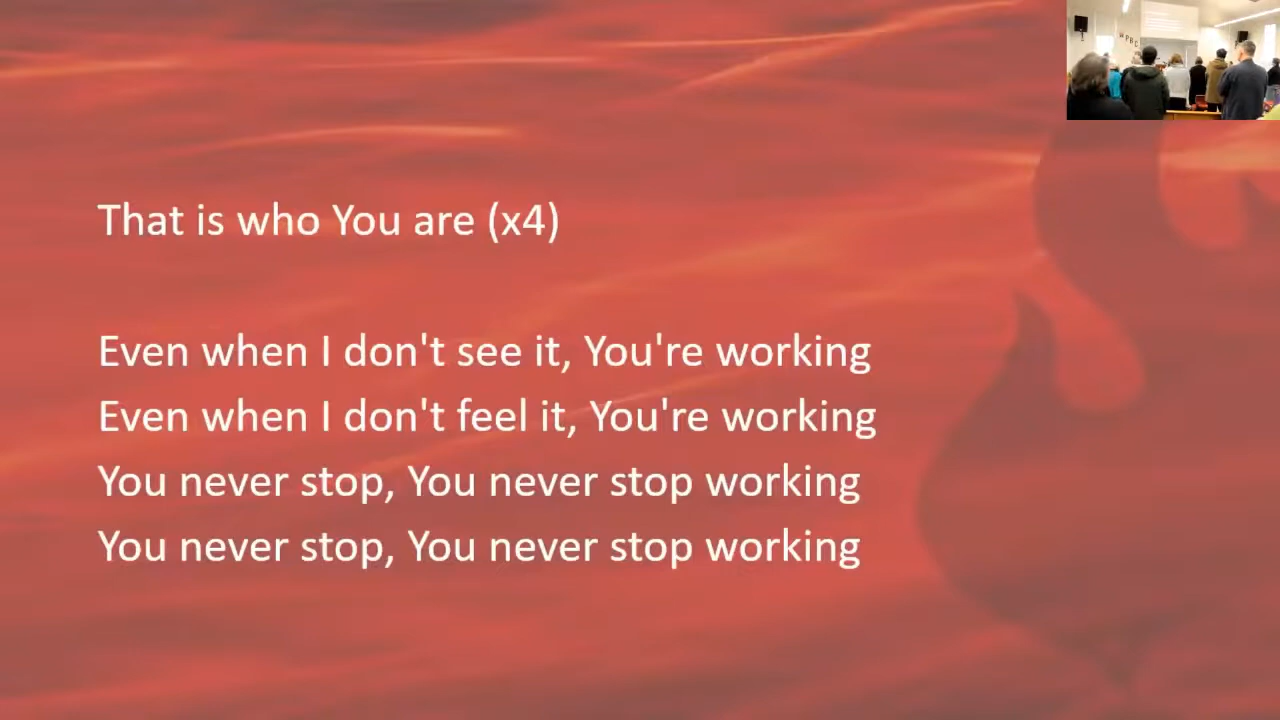 That is who You are (x4)
Even when I don't see it, You're working
Even when I don't feel it, You're working
You never stop, You never stop working
You never stop, You never stop working